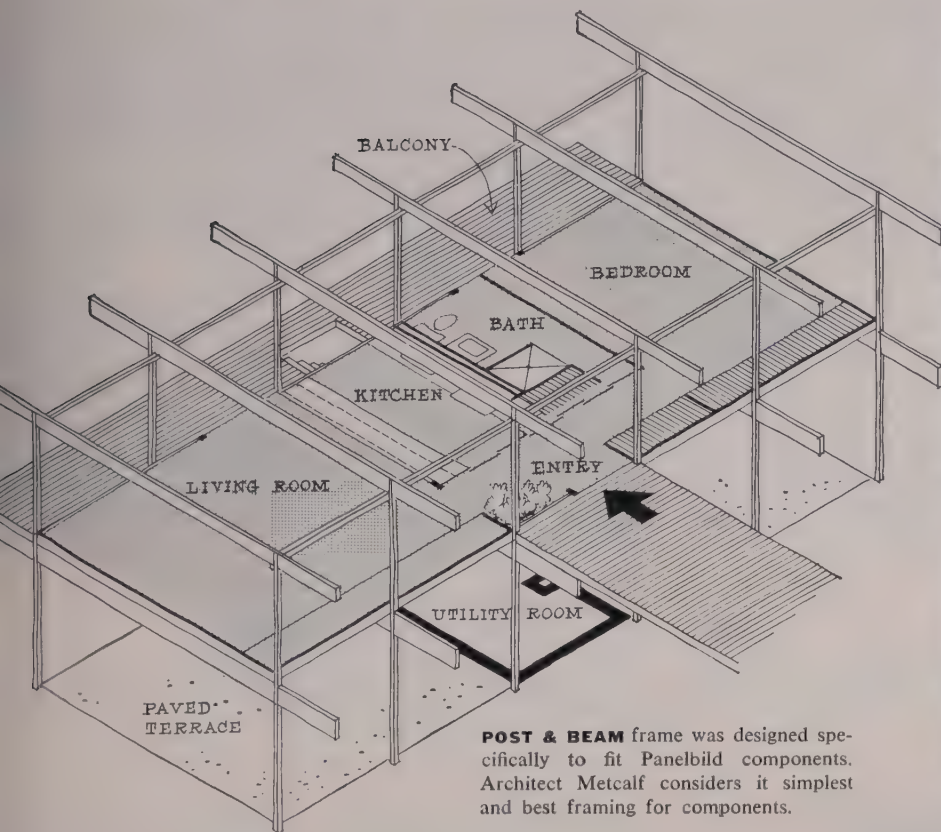 BALCONY
BEDROOM
BATH
KITCHEN
ENTRY
LIVING ROOM
UTILITY ROOM
PAVED
TERRACE
POST & BEAM frame was designed spe-
cifically to fit Panelbild components.
Architect Metcalf considers it simplest
and best framing for components.